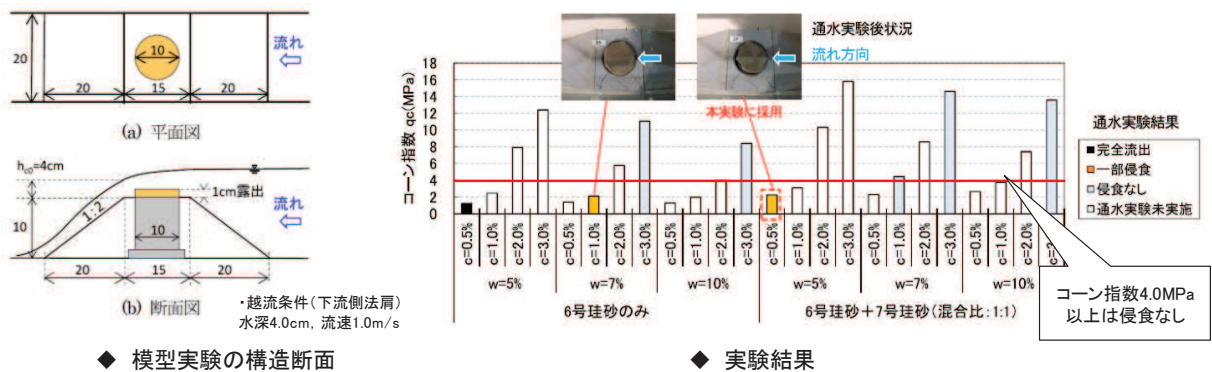 20
10
流れ
20
15
20
(a) 平面図
hc0=4cm
1cm露出
1:2
流れ
10
10
20
15
20
(b) 断面図
・越流条件(下流側法肩)
水深4.0cm, 流速1.0m/s
◆ 模型実験の構造断面
通水実験後状況
流れ方向
本実験に採用
コーン指数 qc(MPa)
18
16
14
12
10
8
6
4
2
0
c=0.5%
c=1.0%
c=2.0%
c=3.0%
c=0.5%
c=1.0%
c=2.0%
c=3.0%
c=0.5%
c=1.0%
c=2.0%
c=3.0%
c=0.5%
c=1.0%
c=2.0%
c=3.0%
c=0.5%
c=1.0%
c=2.0%
c=3.0%
c=0.5%
c=1.0%
c=2.0%
w=5%
w=7%
w=10%
w=5%
w=7%
w=10%
6号珪砂のみ
6号珪砂+7号珪砂(混合比:1:1)
通水実験結果
■完全流出
■一部侵食
□侵食なし
□通水実験未実施
コーン指数4.0MPa
以上は侵食なし
◆ 実験結果